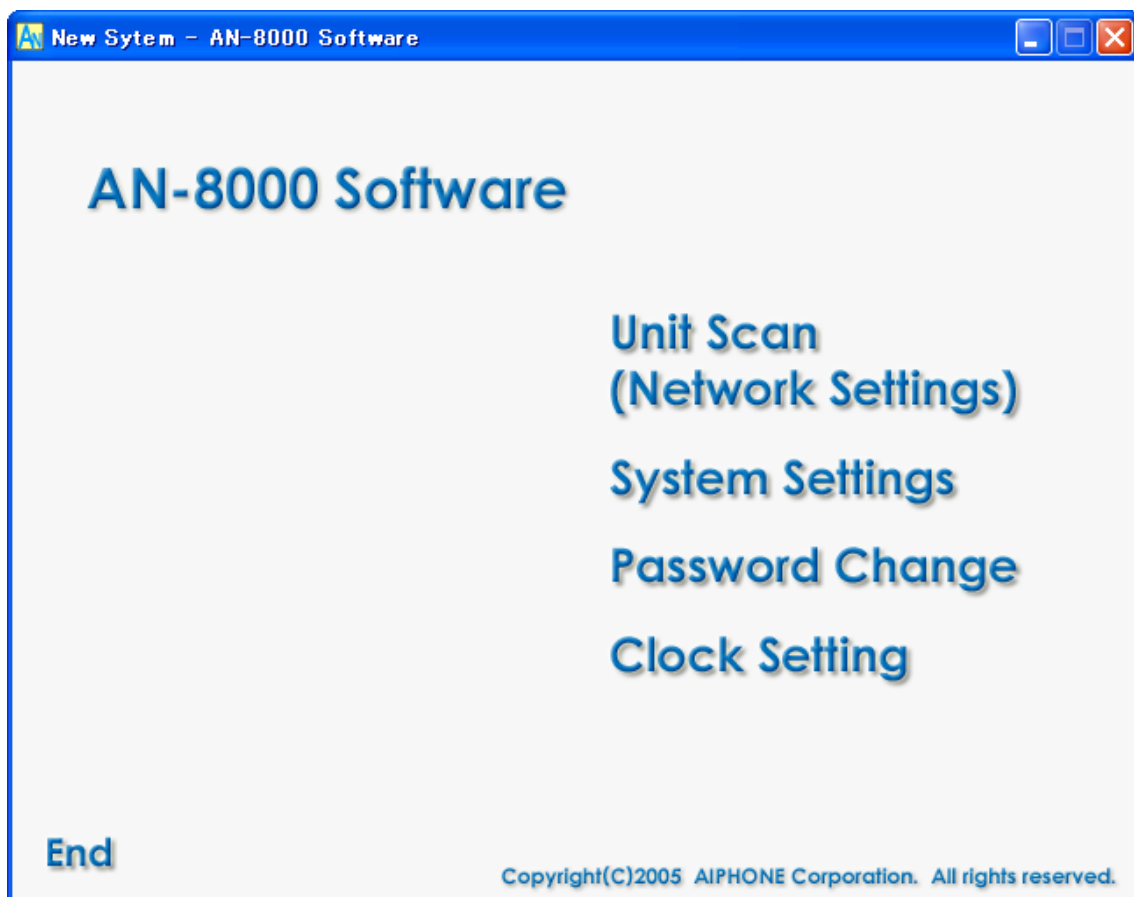 AN New Sytem - AN-8000 Software
AN-8000 Software
Unit Scan
(Network Settings)
System Settings
Password Change
Clock Setting
End
Copyright(C)2005 AIPHONE Corporation. All rights reserved.